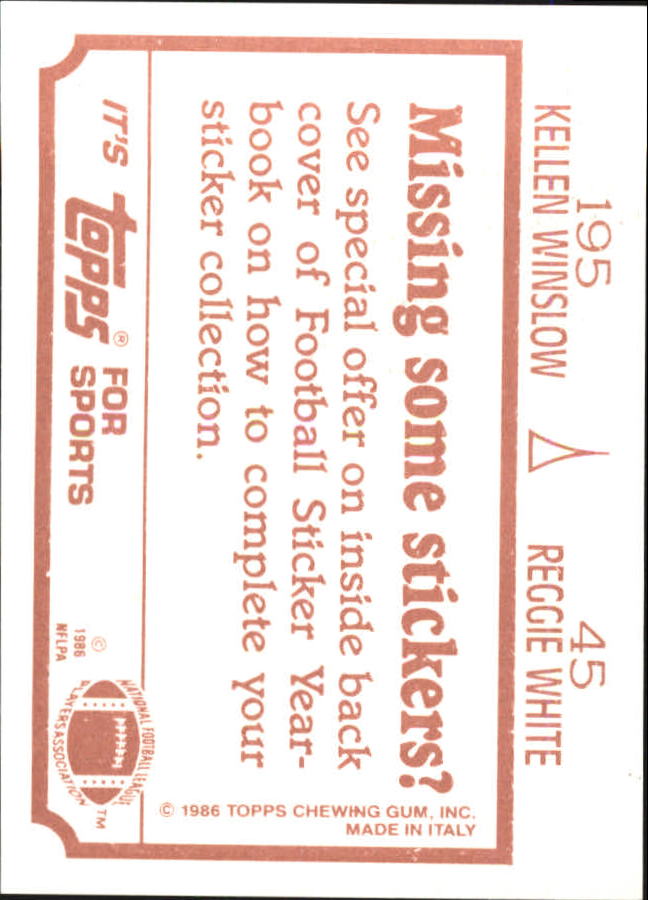 195 45
KELLEN WINSLOW REGGIE WHITE
Missing some stickers?
See special offer on inside back
cover of Football Sticker Year-
book on how to complete your
sticker collection.
© 1986 TOPPS CHEWING GUM, INC.
MADE IN ITALY
IT'S topps® FOR
SPORTS
©
1986
NFLPA
NATIONAL FOOTBALL LEAGUE
PLAYERS ASSOCIATION
TM